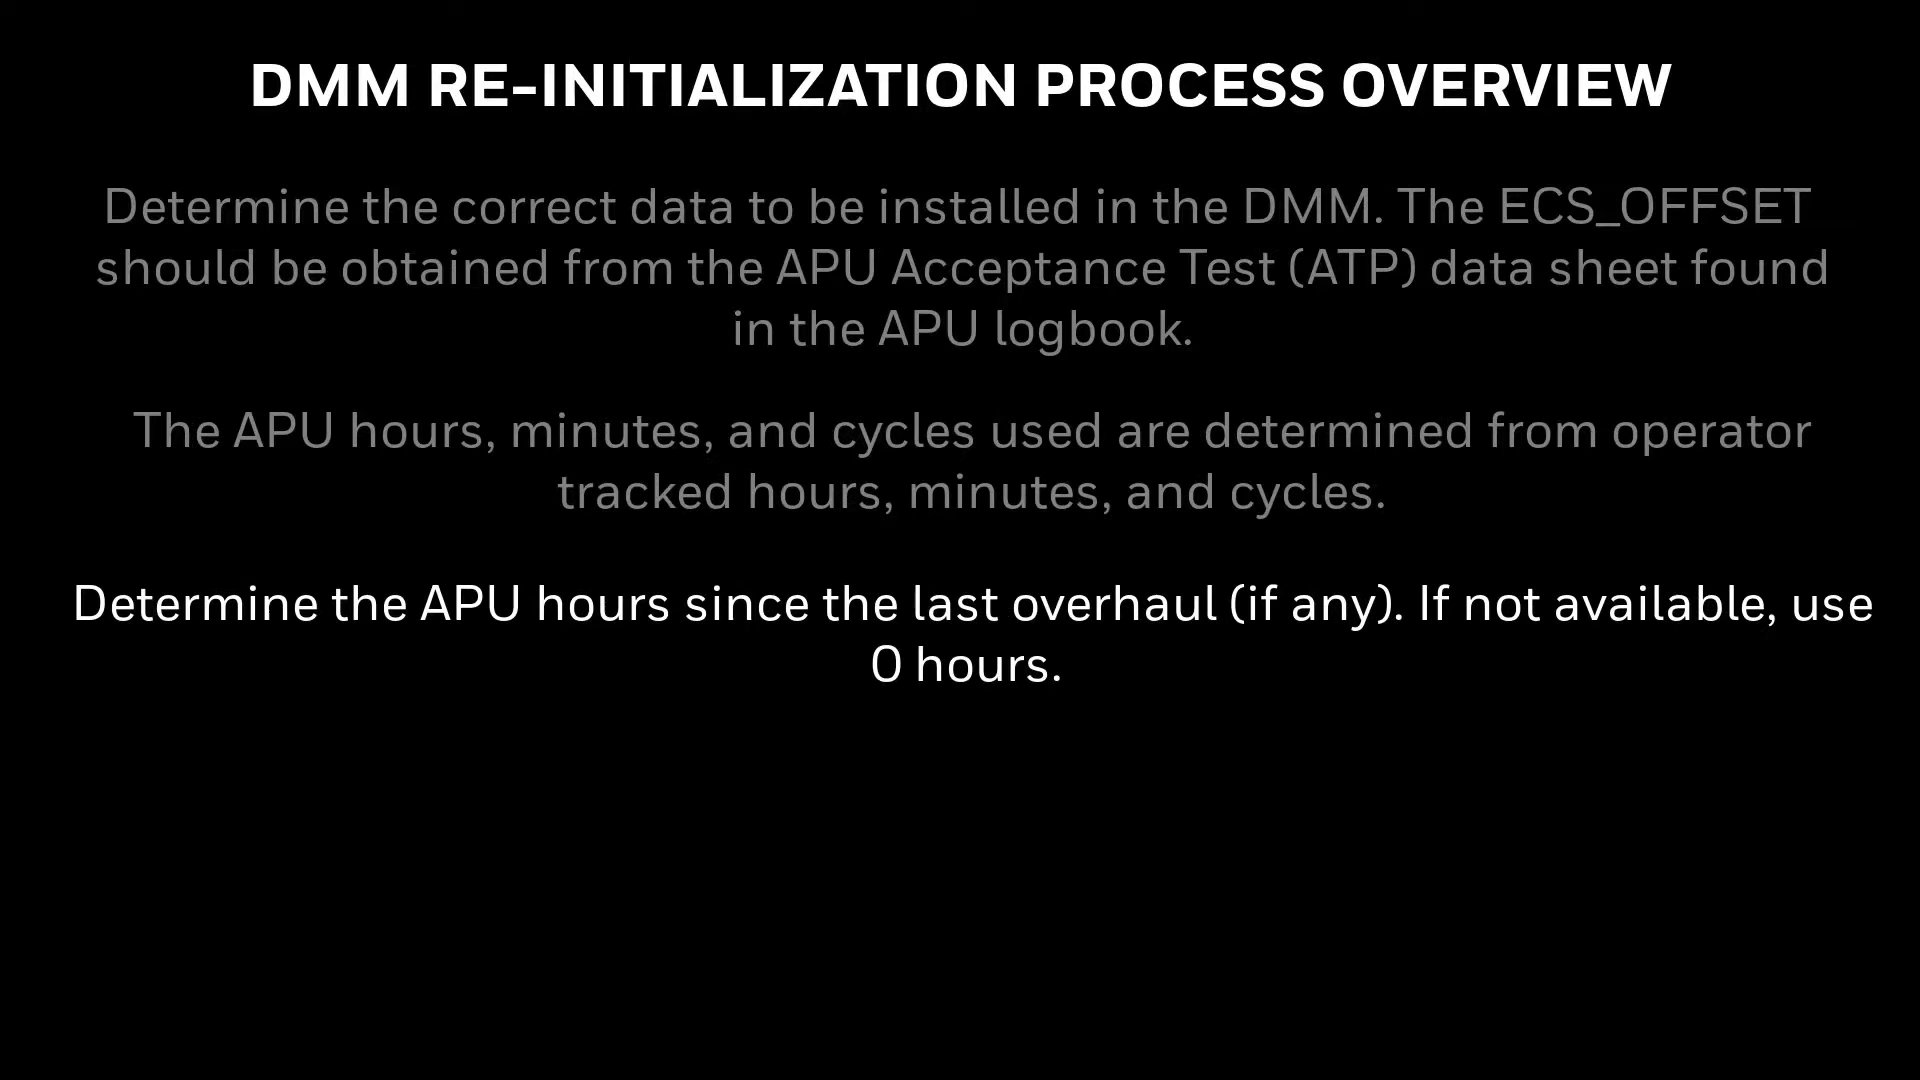 DMM RE-INITIALIZATION PROCESS OVERVIEW
Determine the correct data to be installed in the DMM. The ECS_OFFSET
should be obtained from the APU Acceptance Test (ATP) data sheet found
in the APU logbook.
The APU hours, minutes, and cycles used are determined from operator
tracked hours, minutes, and cycles.
Determine the APU hours since the last overhaul (if any). If not available, use
0 hours.